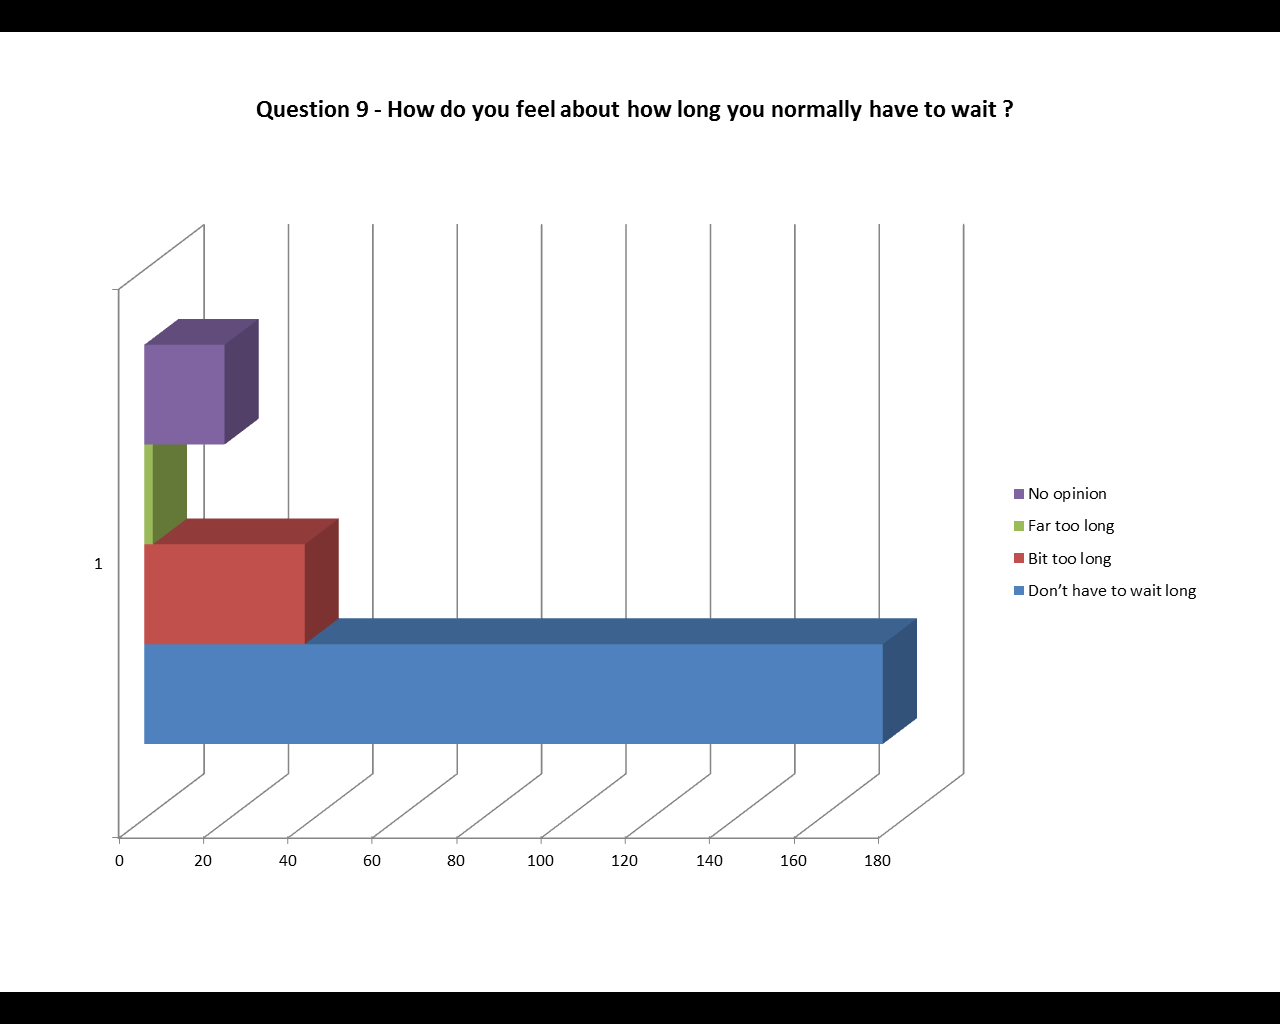 Question 9 - How do you feel about how long you normally have to wait ?
No opinion
Far too long
Bit too long
Don’t have to wait long
1
0 20 40 60 80 100 120 140 160 180